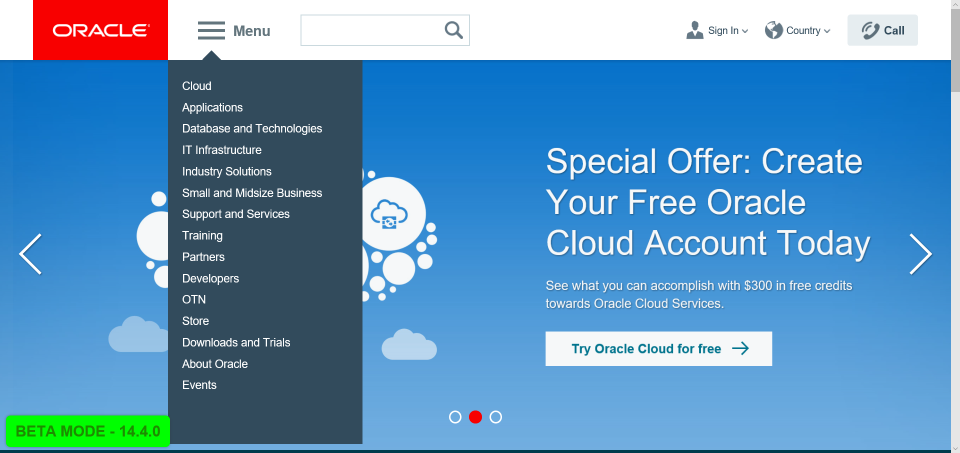 ORACLE
Menu
Sign In
Country
Call
Cloud
Applications
Database and Technologies
IT Infrastructure
Industry Solutions
Small and Midsize Business
Support and Services
Training
Partners
Developers
OTN
Store
Downloads and Trials
About Oracle
Events
Special Offer: Create
Your Free Oracle
Cloud Account Today
See what you can accomplish with $300 in free credits
towards Oracle Cloud Services.
Try Oracle Cloud for free
BETA MODE - 14.4.0